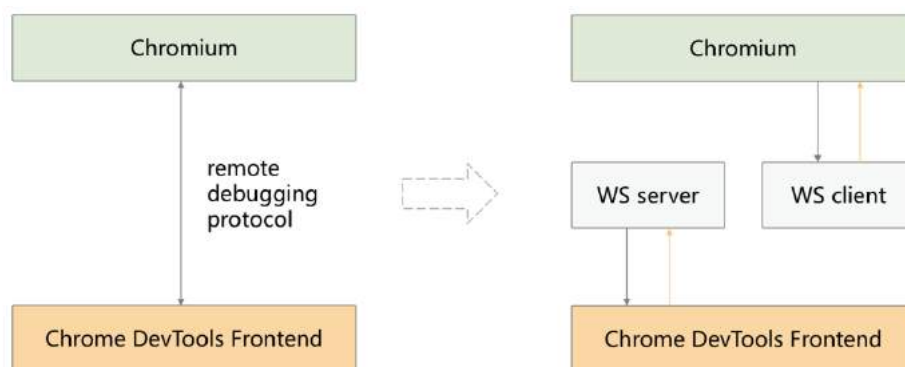 Chromium
remote
debugging
protocol
Chrome DevTools Frontend
Chromium
WS server
WS client
Chrome DevTools Frontend